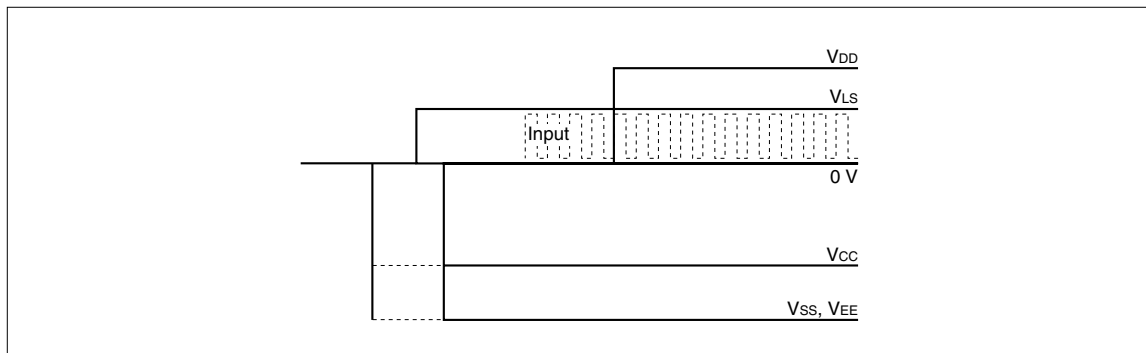 VDD
VLS
Input
0 V
VCC
VSS, VEE